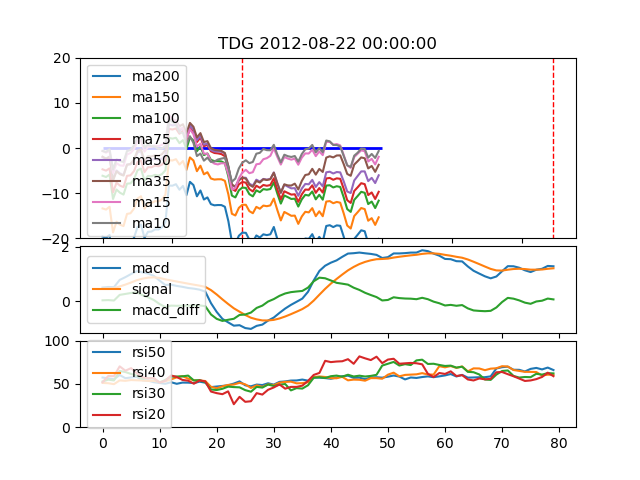 TDG 2012-08-22 00:00:00
20
10
0
−10
−20
ma200
ma150
ma100
ma75
ma50
ma35
ma15
ma10
2
0
macd
signal
macd_diff
100
50
0
rsi50
rsi40
rsi30
rsi20
0 10 20 30 40 50 60 70 80